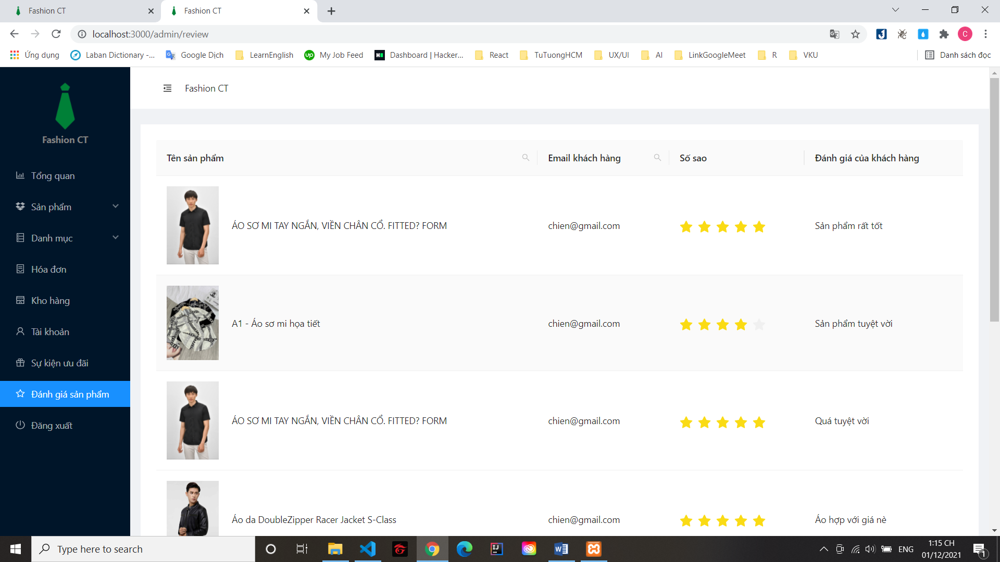 Fashion CT
Fashion CT
localhost:3000/admin/review
C
Ứng dụng
Laban Dictionary -...
Google Dịch
LearnEnglish
My Job Feed
Dashboard | Hacker...
React
TuTuongHCM
UX/UI
AI
LinkGoogleMeet
R
VKU
Danh sách đọc
Fashion CT
Fashion CT
Tổng quan
Sản phẩm
Danh mục
Hóa đơn
Kho hàng
Tài khoản
Sự kiện ưu đãi
Đánh giá sản phẩm
Đăng xuất
Tên sản phẩm
Email khách hàng
Số sao
Đánh giá của khách hàng
ÁO SƠ MI TAY NGẮN, VIỀN CHÂN CỔ. FITTED? FORM
chien@gmail.com
Sản phẩm rất tốt
A1 - Áo sơ mi họa tiết
chien@gmail.com
Sản phẩm tuyệt vời
ÁO SƠ MI TAY NGẮN, VIỀN CHÂN CỔ. FITTED? FORM
chien@gmail.com
Quá tuyệt vời
Áo da DoubleZipper Racer Jacket S-Class
chien@gmail.com
Áo hợp với giá nè
Type here to search
ENG
1:15 CH
01/12/2021
1